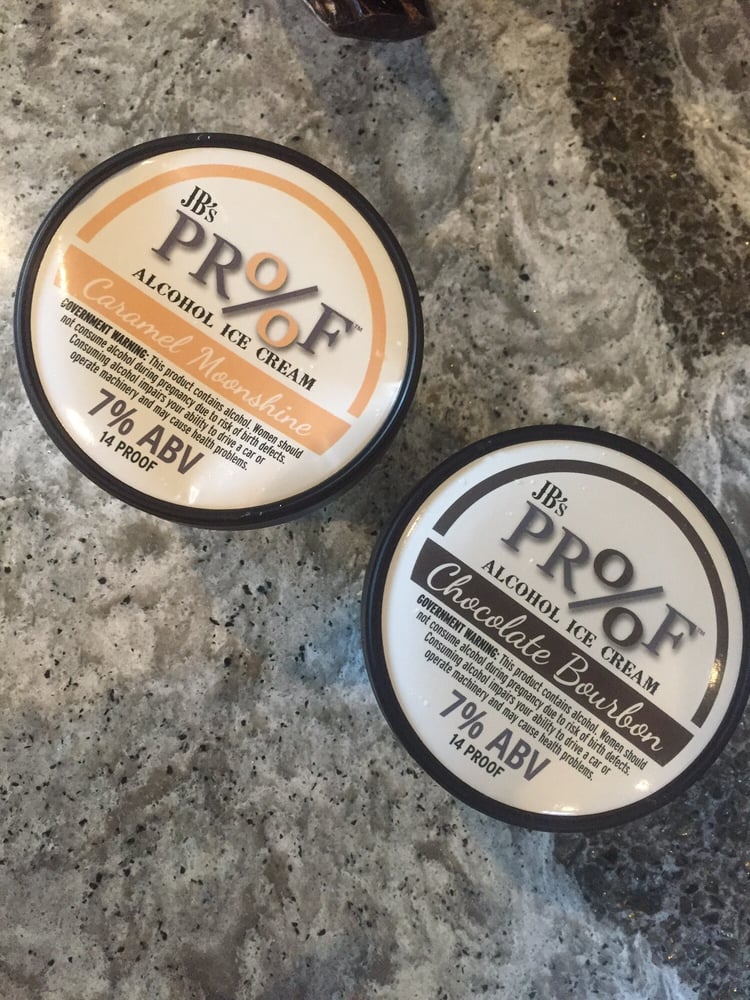 JB's
PRO%OF™
ALCOHOL ICE CREAM
Caramel Moonshine
GOVERNMENT WARNING: This product contains alcohol. Women should
not consume alcohol during pregnancy due to risk of birth defects.
Consuming alcohol impairs your ability to drive a car or
operate machinery and may cause health problems.
7% ABV
14 PROOF
JB's
PRO%OF™
ALCOHOL ICE CREAM
Chocolate Bourbon
GOVERNMENT WARNING: This product contains alcohol. Women should
not consume alcohol during pregnancy due to risk of birth defects.
Consuming alcohol impairs your ability to drive a car or
operate machinery and may cause health problems.
7% ABV
14 PROOF